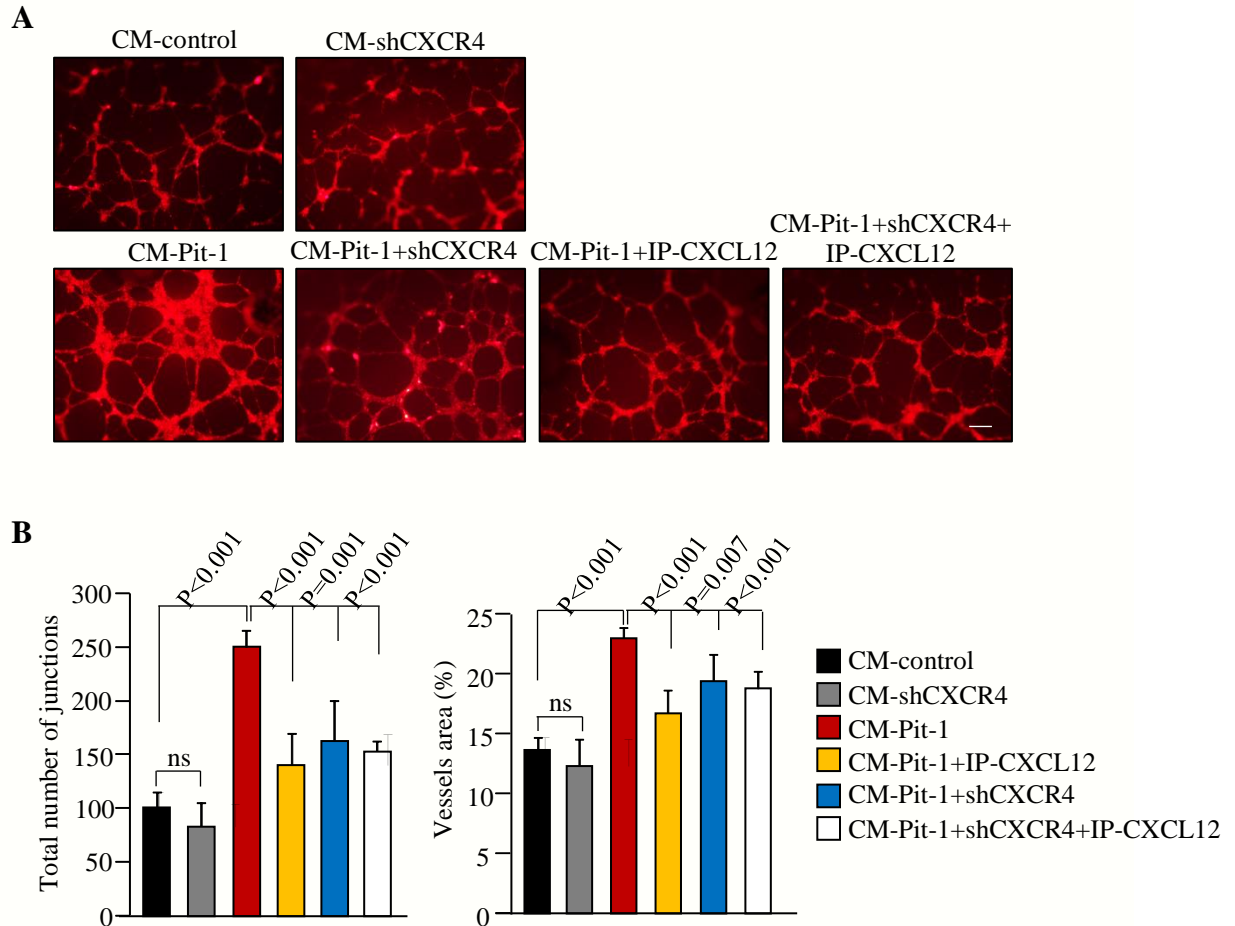 A
CM-control
CM-shCXCR4
CM-Pit-1
CM-Pit-1+shCXCR4
CM-Pit-1+IP-CXCL12
CM-Pit-1+shCXCR4+
IP-CXCL12
B
Total number of junctions
300
250
200
150
100
50
0
ns
P<0.001
P<0.001
P=0.001
P<0.001
Vessels area (%)
25
20
15
10
5
0
ns
P<0.001
P<0.001
P=0.007
P<0.001
CM-control
CM-shCXCR4
CM-Pit-1
CM-Pit-1+IP-CXCL12
CM-Pit-1+shCXCR4
CM-Pit-1+shCXCR4+IP-CXCL12